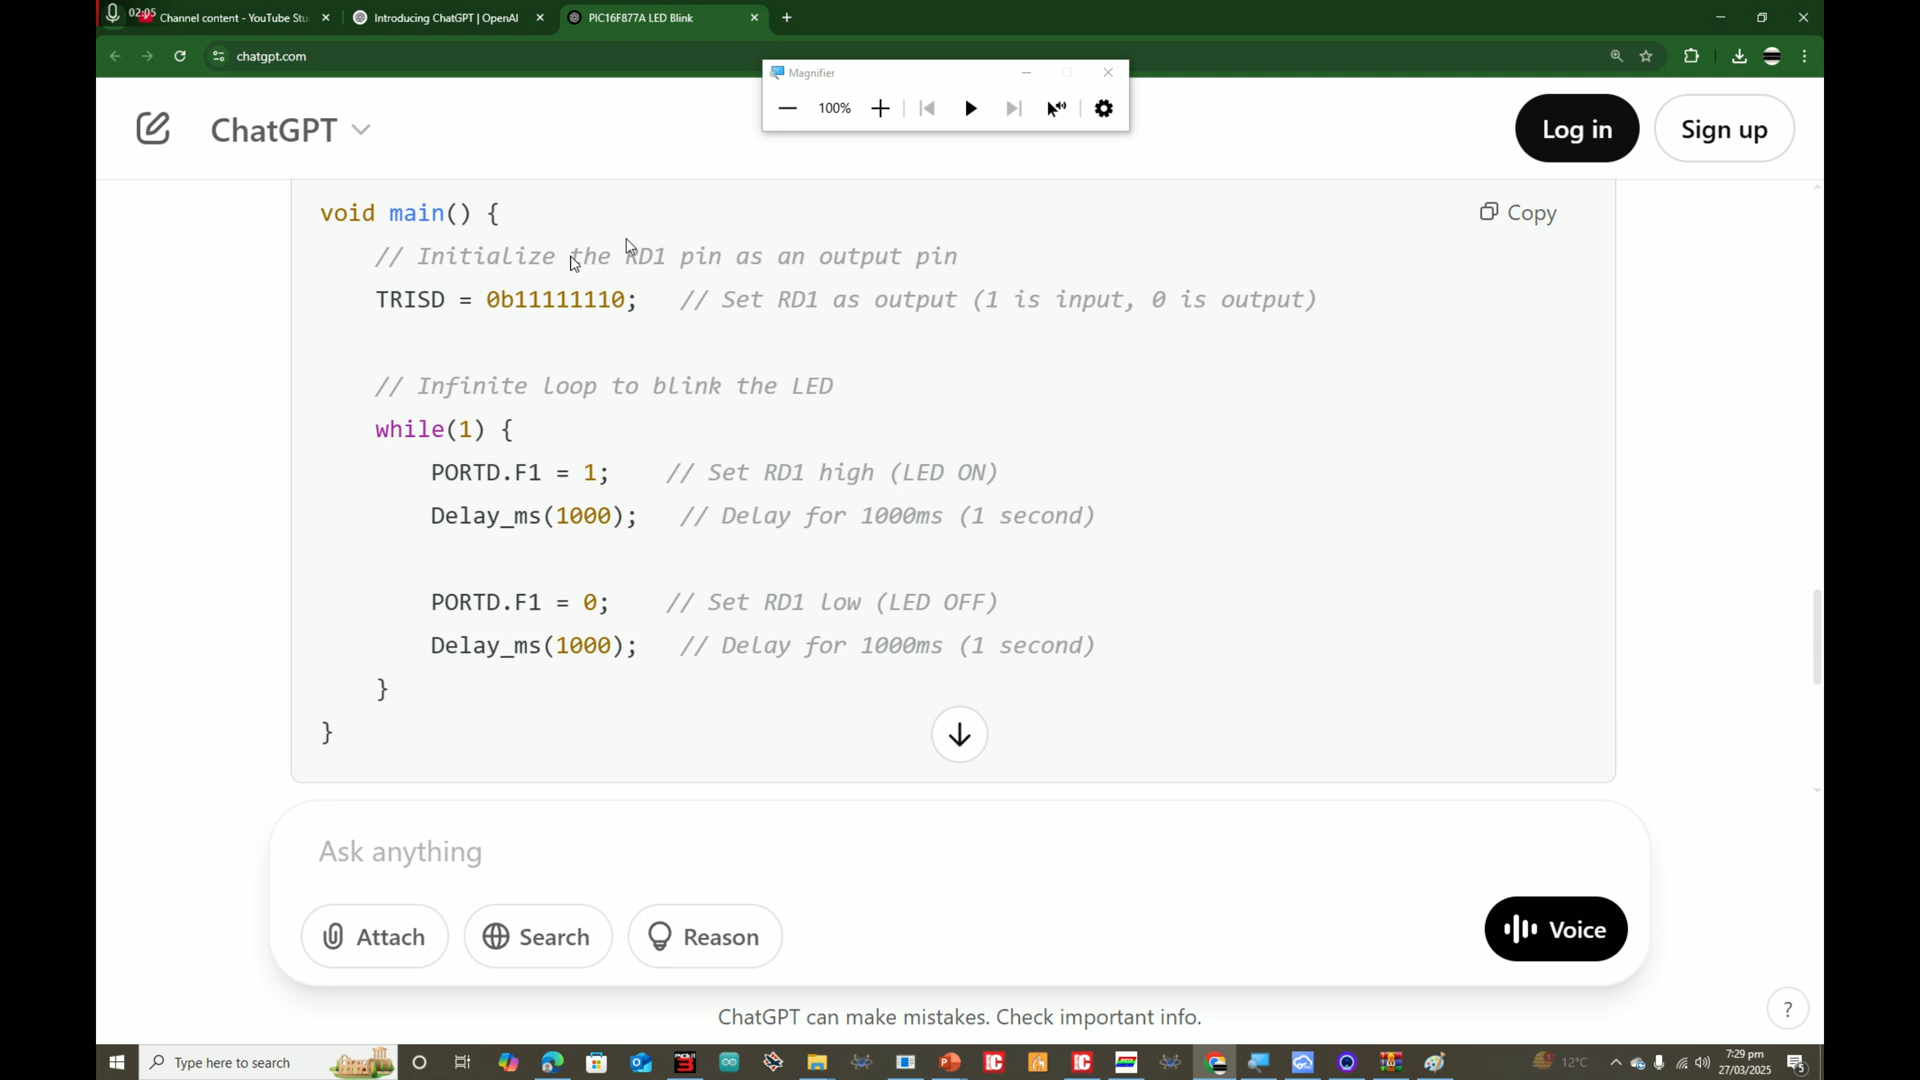 02:05
Channel content - YouTube Stu
Introducing ChatGPT | OpenAI
PIC16F877A LED Blink
chatgpt.com
Magnifier
100%
ChatGPT
Log in
Sign up
void main() {
Copy
// Initialize the RD1 pin as an output pin
TRISD = 0b11111110;   // Set RD1 as output (1 is input, 0 is output)
// Infinite loop to blink the LED
while(1) {
PORTD.F1 = 1;    // Set RD1 high (LED ON)
Delay_ms(1000);   // Delay for 1000ms (1 second)
PORTD.F1 = 0;    // Set RD1 low (LED OFF)
Delay_ms(1000);   // Delay for 1000ms (1 second)
}
}
Ask anything
Attach
Search
Reason
Voice
ChatGPT can make mistakes. Check important info.
?
Type here to search
12°C
7:29 pm
27/03/2025
5